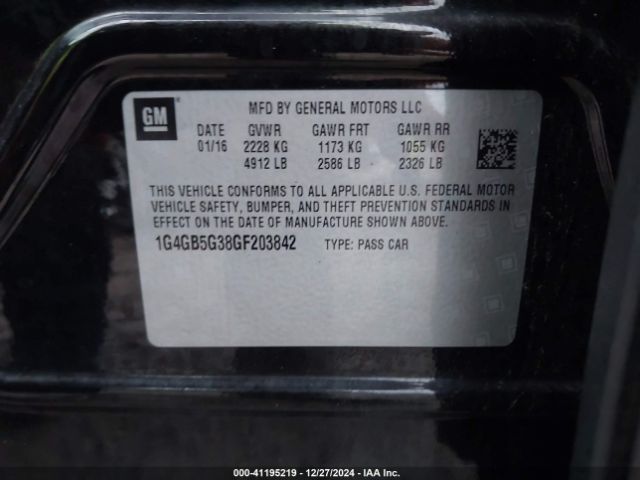 GM
MFD BY GENERAL MOTORS LLC
DATE GVWR GAWR FRT GAWR RR
01/16 2228 KG 1173 KG 1055 KG
4912 LB 2586 LB 2326 LB
THIS VEHICLE CONFORMS TO ALL APPLICABLE U.S. FEDERAL MOTOR
VEHICLE SAFETY, BUMPER, AND THEFT PREVENTION STANDARDS IN
EFFECT ON THE DATE OF MANUFACTURE SHOWN ABOVE.
1G4GB5G38GF203842 TYPE: PASS CAR
000-41195219 - 12/27/2024 - IAA Inc.